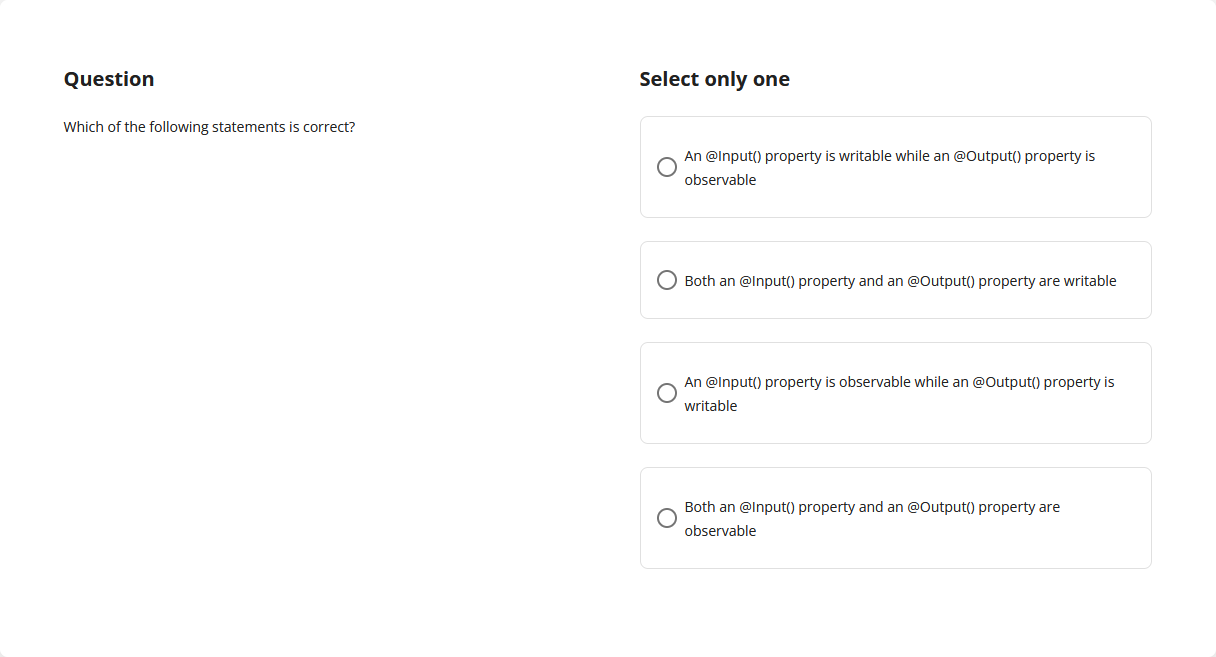 Question
Which of the following statements is correct?
Select only one
An @Input() property is writable while an @Output() property is
observable
Both an @Input() property and an @Output() property are writable
An @Input() property is observable while an @Output() property is
writable
Both an @Input() property and an @Output() property are
observable